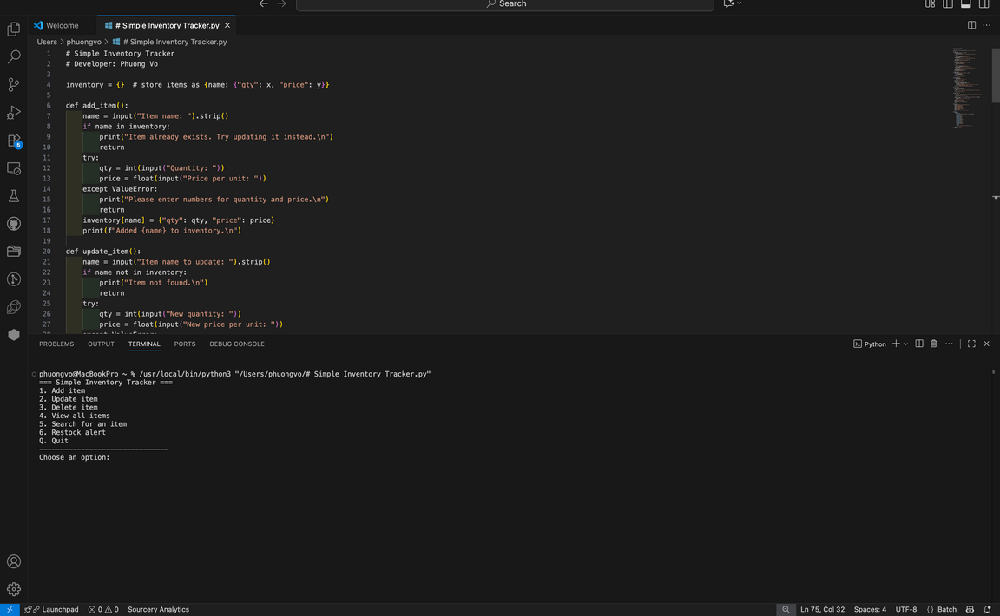 Search
Welcome
# Simple Inventory Tracker.py
Users > phuongvo > # Simple Inventory Tracker.py
1 # Simple Inventory Tracker
2 # Developer: Phuong Vo
3
4 inventory = {}  # store items as {name: {"qty": x, "price": y}}
5
6 def add_item():
7     name = input("Item name: ").strip()
8     if name in inventory:
9         print("Item already exists. Try updating it instead.\n")
10         return
11     try:
12         qty = int(input("Quantity: "))
13         price = float(input("Price per unit: "))
14     except ValueError:
15         print("Please enter numbers for quantity and price.\n")
16         return
17     inventory[name] = {"qty": qty, "price": price}
18     print(f"Added {name} to inventory.\n")
19
20 def update_item():
21     name = input("Item name to update: ").strip()
22     if name not in inventory:
23         print("Item not found.\n")
24         return
25     try:
26         qty = int(input("New quantity: "))
27         price = float(input("New price per unit: "))
5
PROBLEMS OUTPUT TERMINAL PORTS DEBUG CONSOLE
Python
phuongvo@MacBookPro ~ % /usr/local/bin/python3 "/Users/phuongvo/# Simple Inventory Tracker.py"
=== Simple Inventory Tracker ===
1. Add item
2. Update item
3. Delete item
4. View all items
5. Search for an item
6. Restock alert
Q. Quit
-------------------------------
Choose an option:
Launchpad 0 0 Sourcery Analytics
Ln 75, Col 32 Spaces: 4 UTF-8 {} Batch